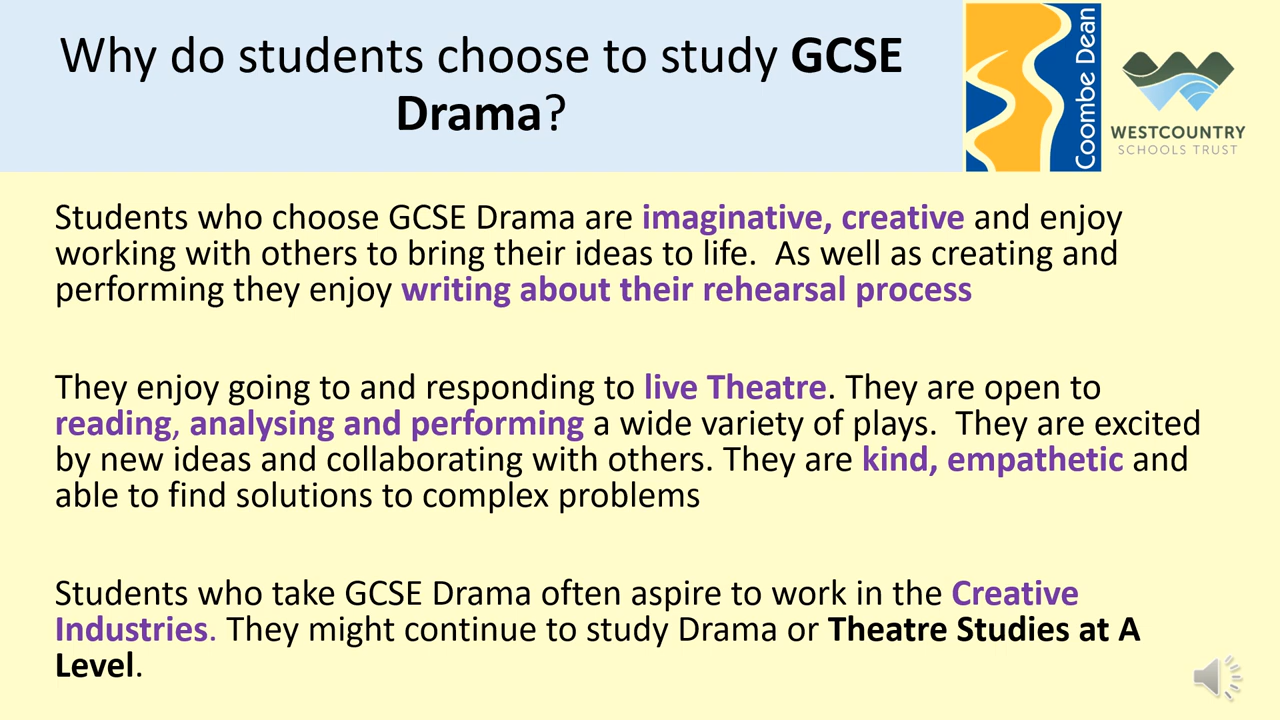 Why do students choose to study GCSE
Drama?
Coombe Dean
WESTCOUNTRY
SCHOOLS TRUST
Students who choose GCSE Drama are imaginative, creative and enjoy
working with others to bring their ideas to life.  As well as creating and
performing they enjoy writing about their rehearsal process
They enjoy going to and responding to live Theatre. They are open to
reading, analysing and performing a wide variety of plays.  They are excited
by new ideas and collaborating with others. They are kind, empathetic and
able to find solutions to complex problems
Students who take GCSE Drama often aspire to work in the Creative
Industries. They might continue to study Drama or Theatre Studies at A
Level.